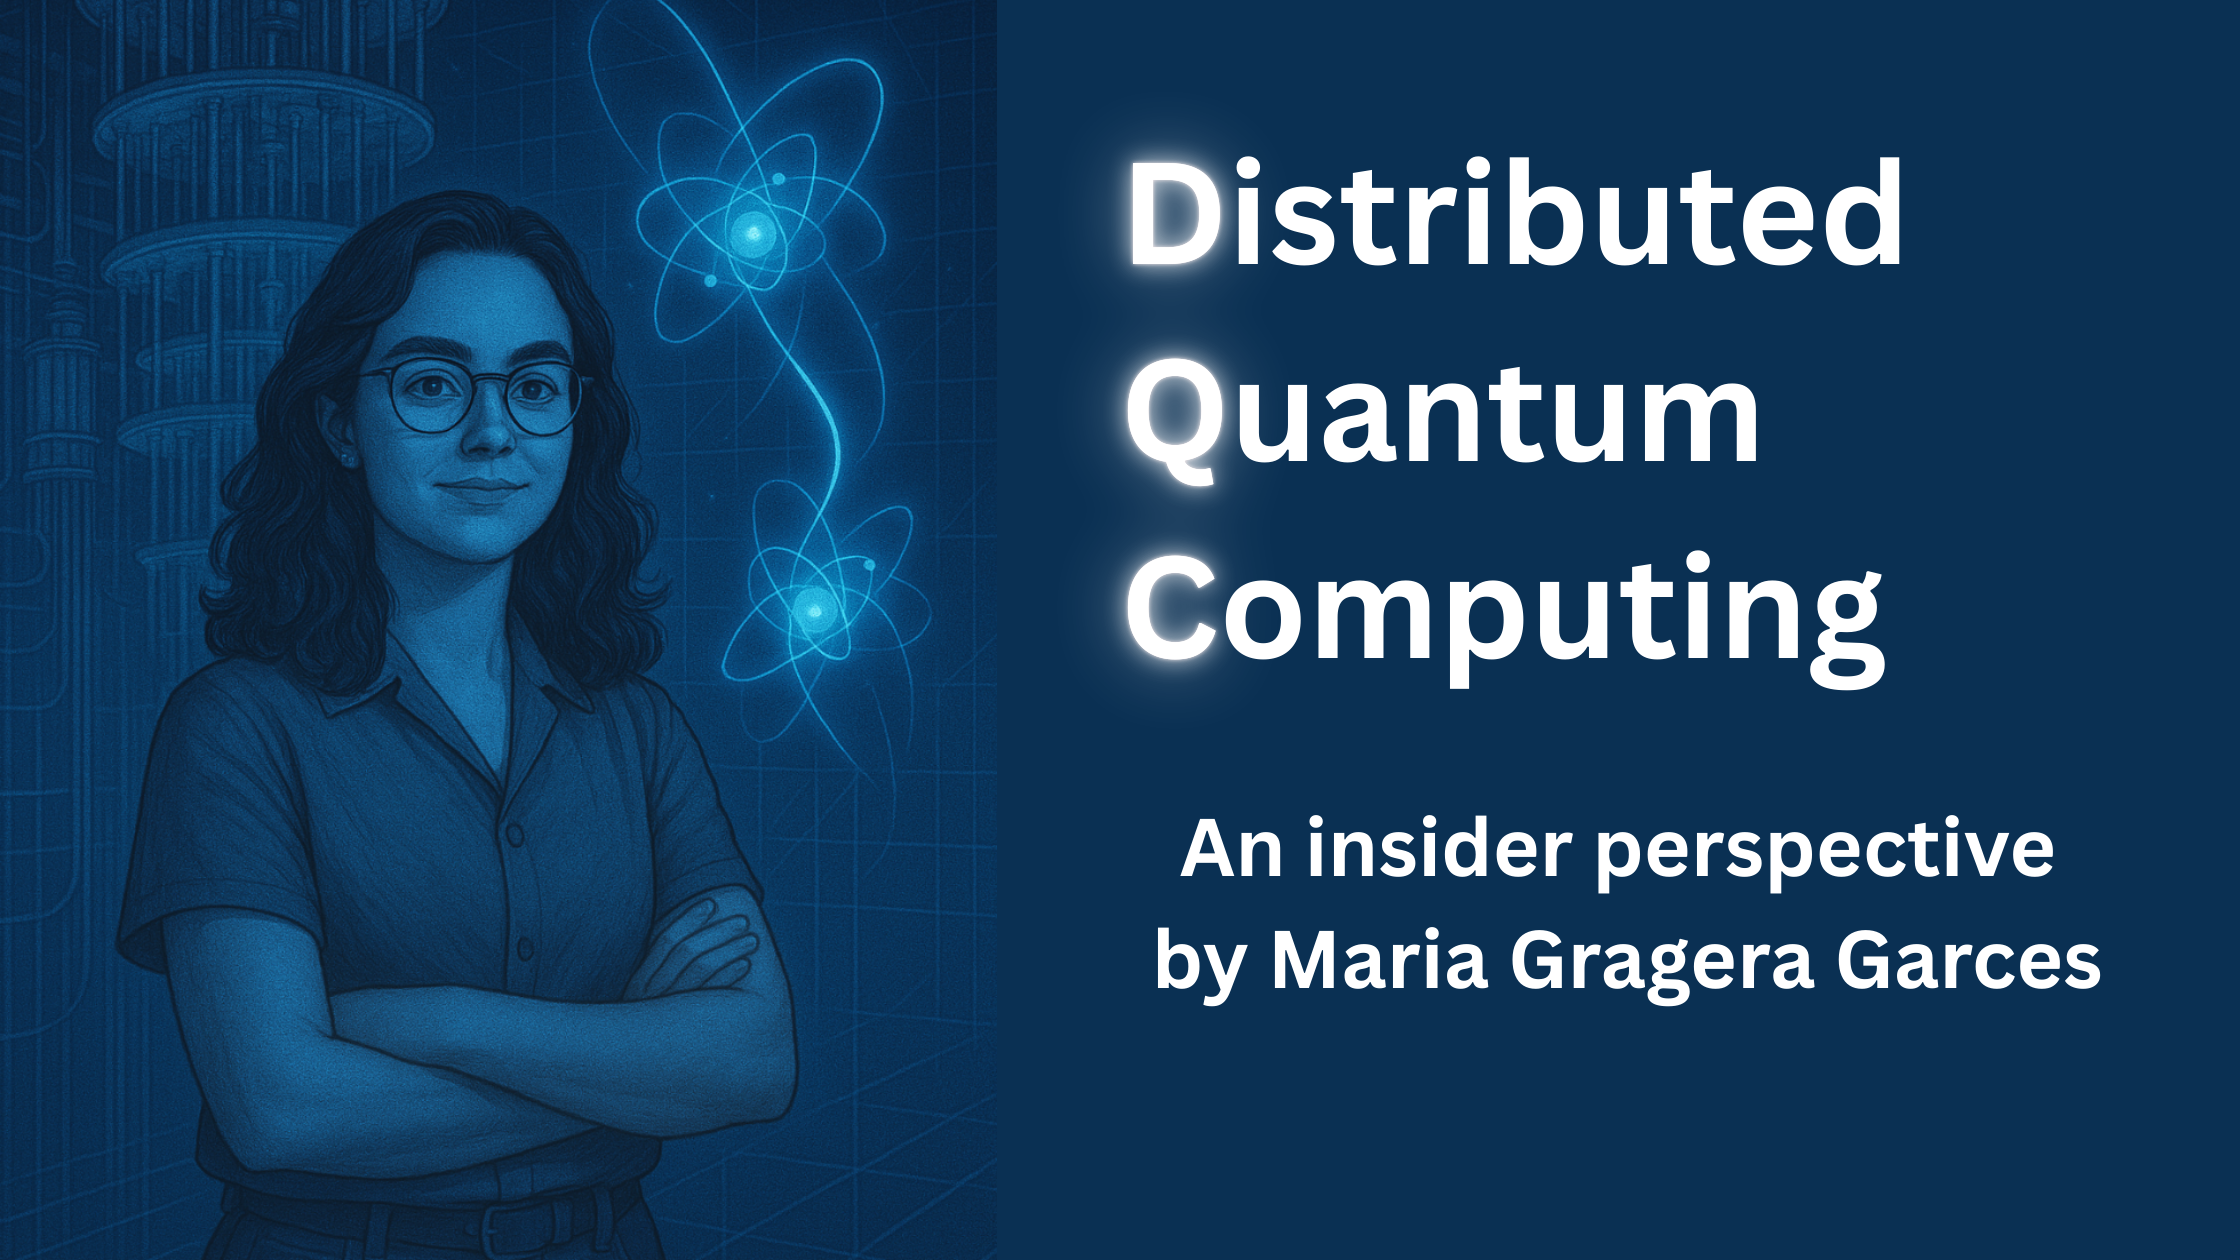 Distributed
Quantum
Computing
An insider perspective
by Maria Gragera Garces